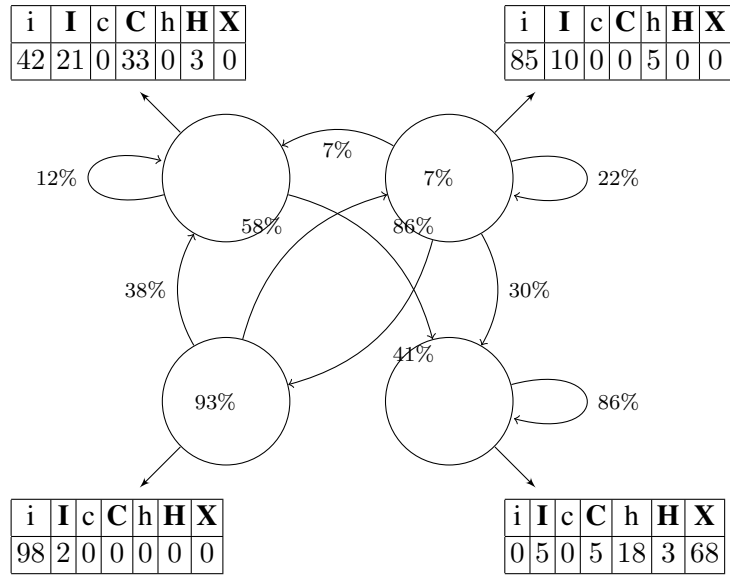 i I c C h H X
42 21 0 33 0 3 0
i I c C h H X
85 10 0 0 5 0 0
7%
12%
7%
22%
58%
86%
38%
30%
41%
93%
86%
i I c C h H X
98 2 0 0 0 0 0
i I c C h H X
0 5 0 5 18 3 68